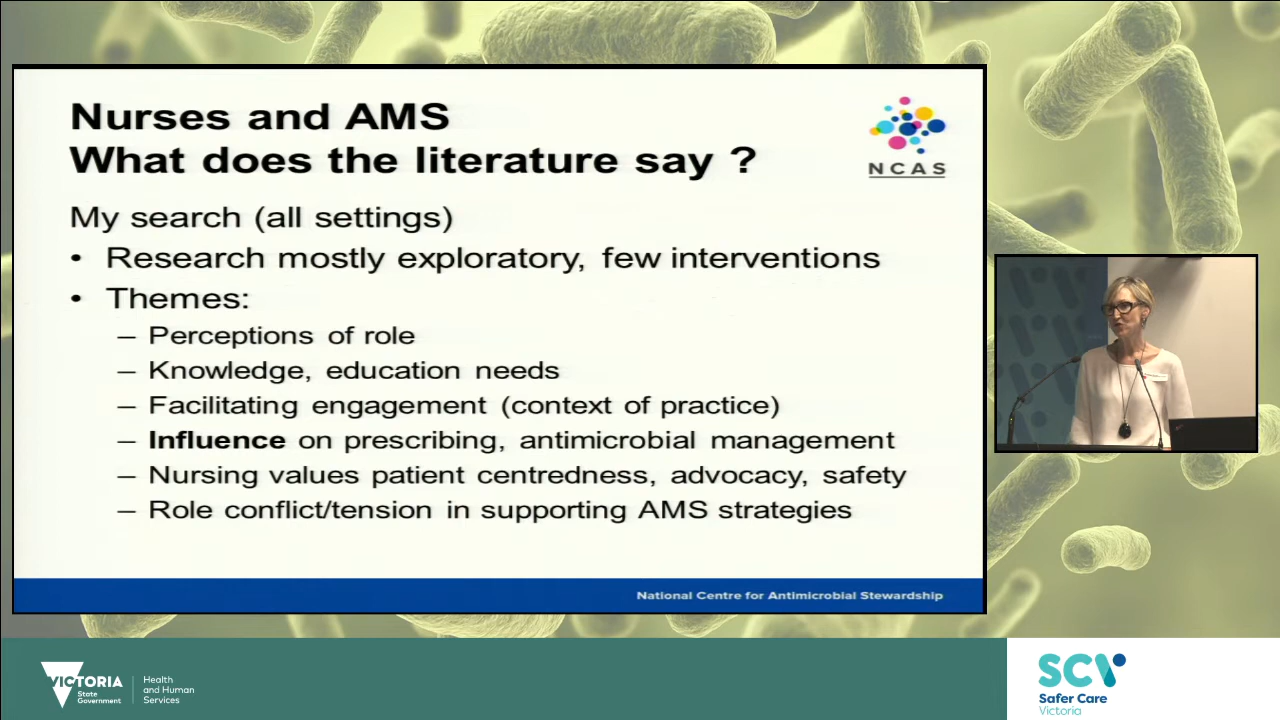 Nurses and AMS
What does the literature say ?
NCAS
My search (all settings)
• Research mostly exploratory, few interventions
• Themes:
– Perceptions of role
– Knowledge, education needs
– Facilitating engagement (context of practice)
– Influence on prescribing, antimicrobial management
– Nursing values patient centredness, advocacy, safety
– Role conflict/tension in supporting AMS strategies
National Centre for Antimicrobial Stewardship
VICTORIA
State
Government
Health
and Human
Services
SCV
Safer Care
Victoria